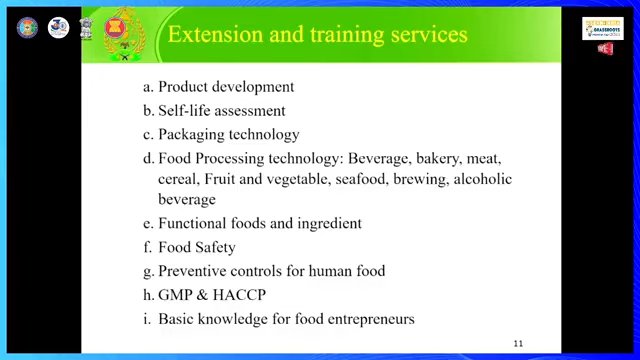 Extension and training services
a. Product development
b. Self-life assessment
c. Packaging technology
d. Food Processing technology: Beverage, bakery, meat,
cereal, Fruit and vegetable, seafood, brewing, alcoholic
beverage
e. Functional foods and ingredient
f. Food Safety
g. Preventive controls for human food
h. GMP & HACCP
i. Basic knowledge for food entrepreneurs
11
GRASSROOTS